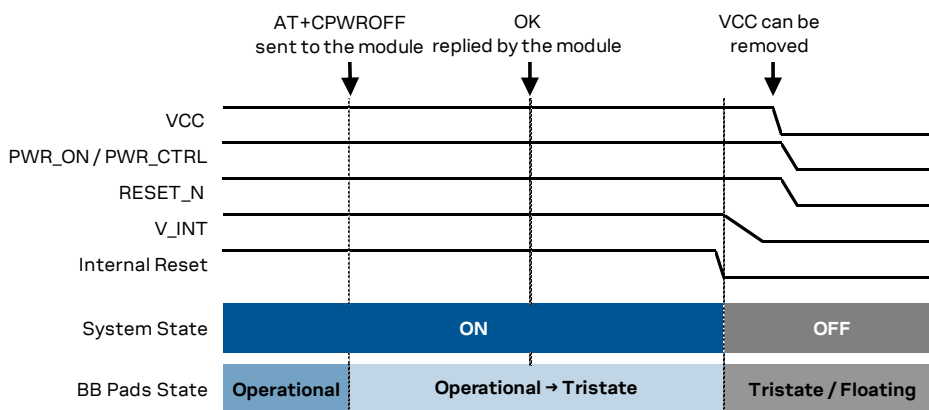 AT+CPWROFF
sent to the module
OK
replied by the module
VCC can be
removed
VCC
PWR_ON / PWR_CTRL
RESET_N
V_INT
Internal Reset
System State
ON
OFF
BB Pads State
Operational
Operational → Tristate
Tristate / Floating